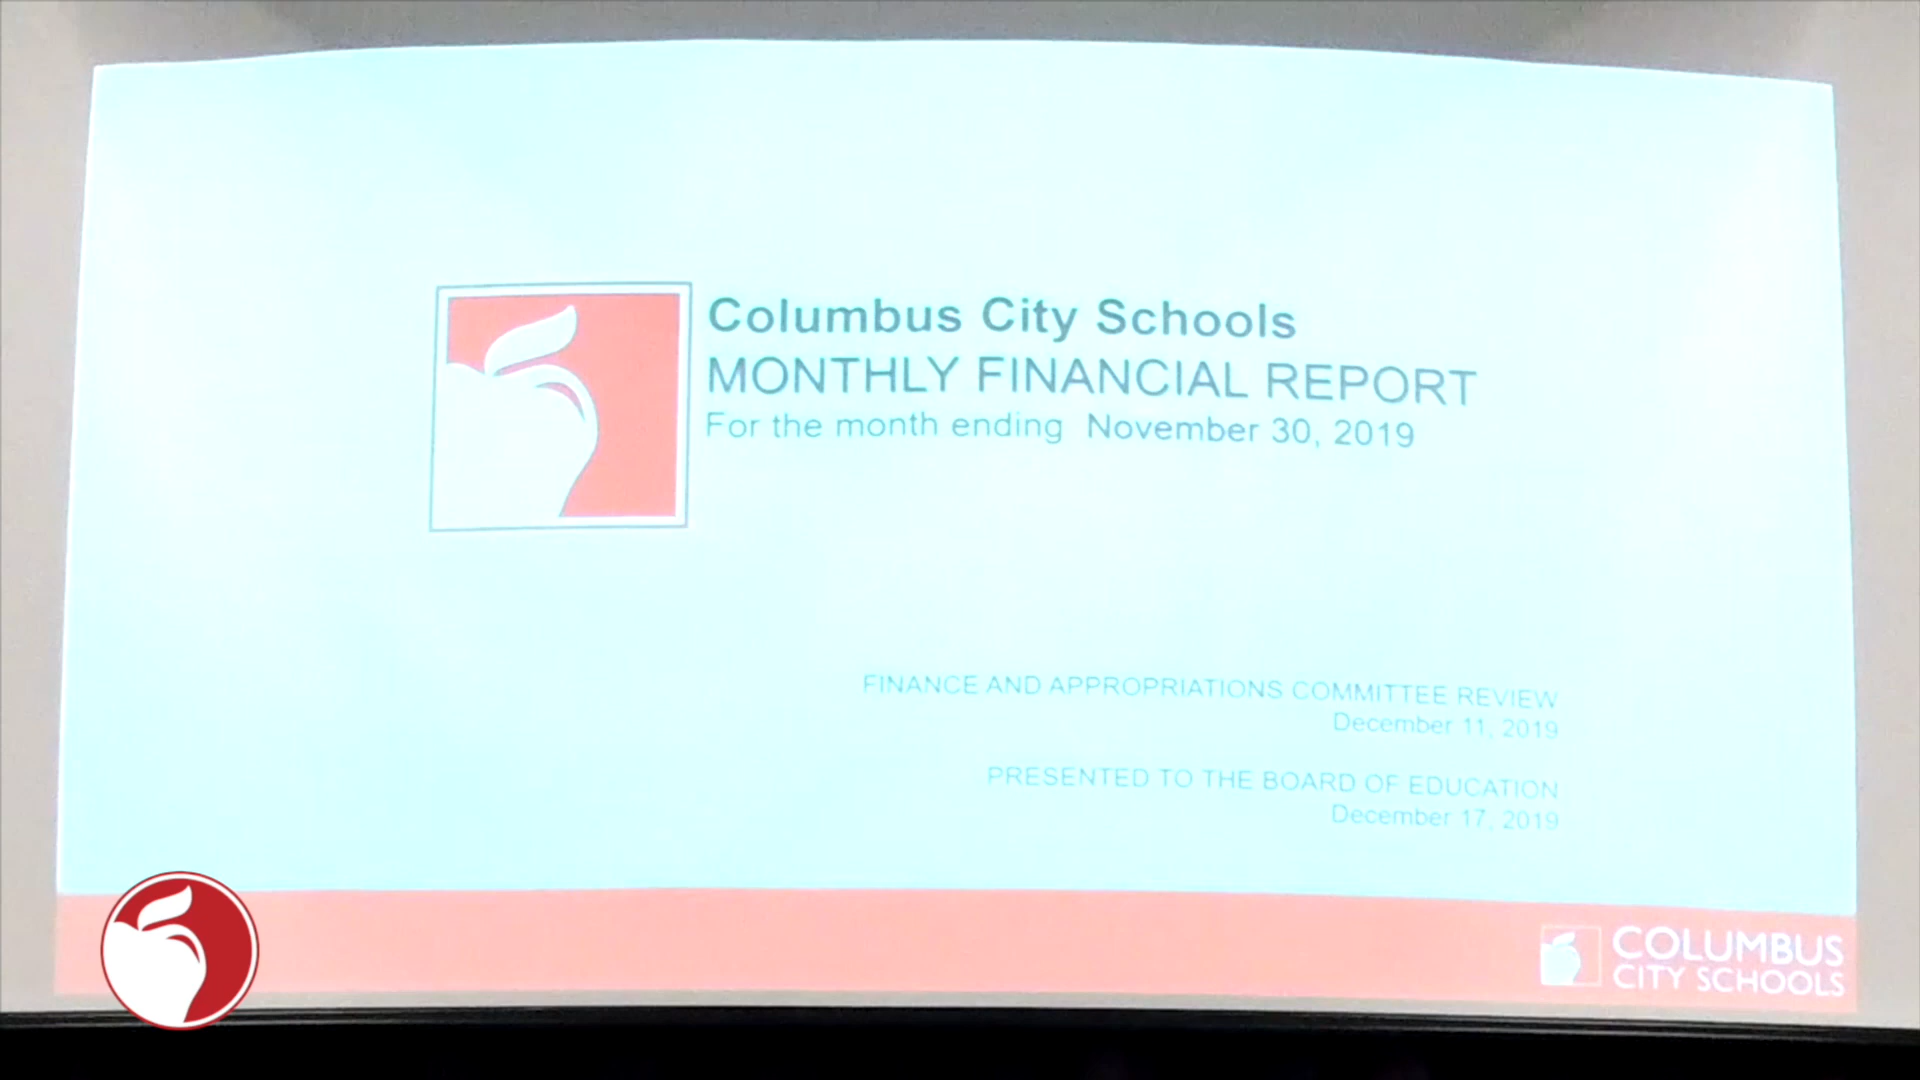 Columbus City Schools
MONTHLY FINANCIAL REPORT
For the month ending November 30, 2019
FINANCE AND APPROPRIATIONS COMMITTEE REVIEW
December 11, 2019
PRESENTED TO THE BOARD OF EDUCATION
December 17, 2019
COLUMBUS
CITY SCHOOLS